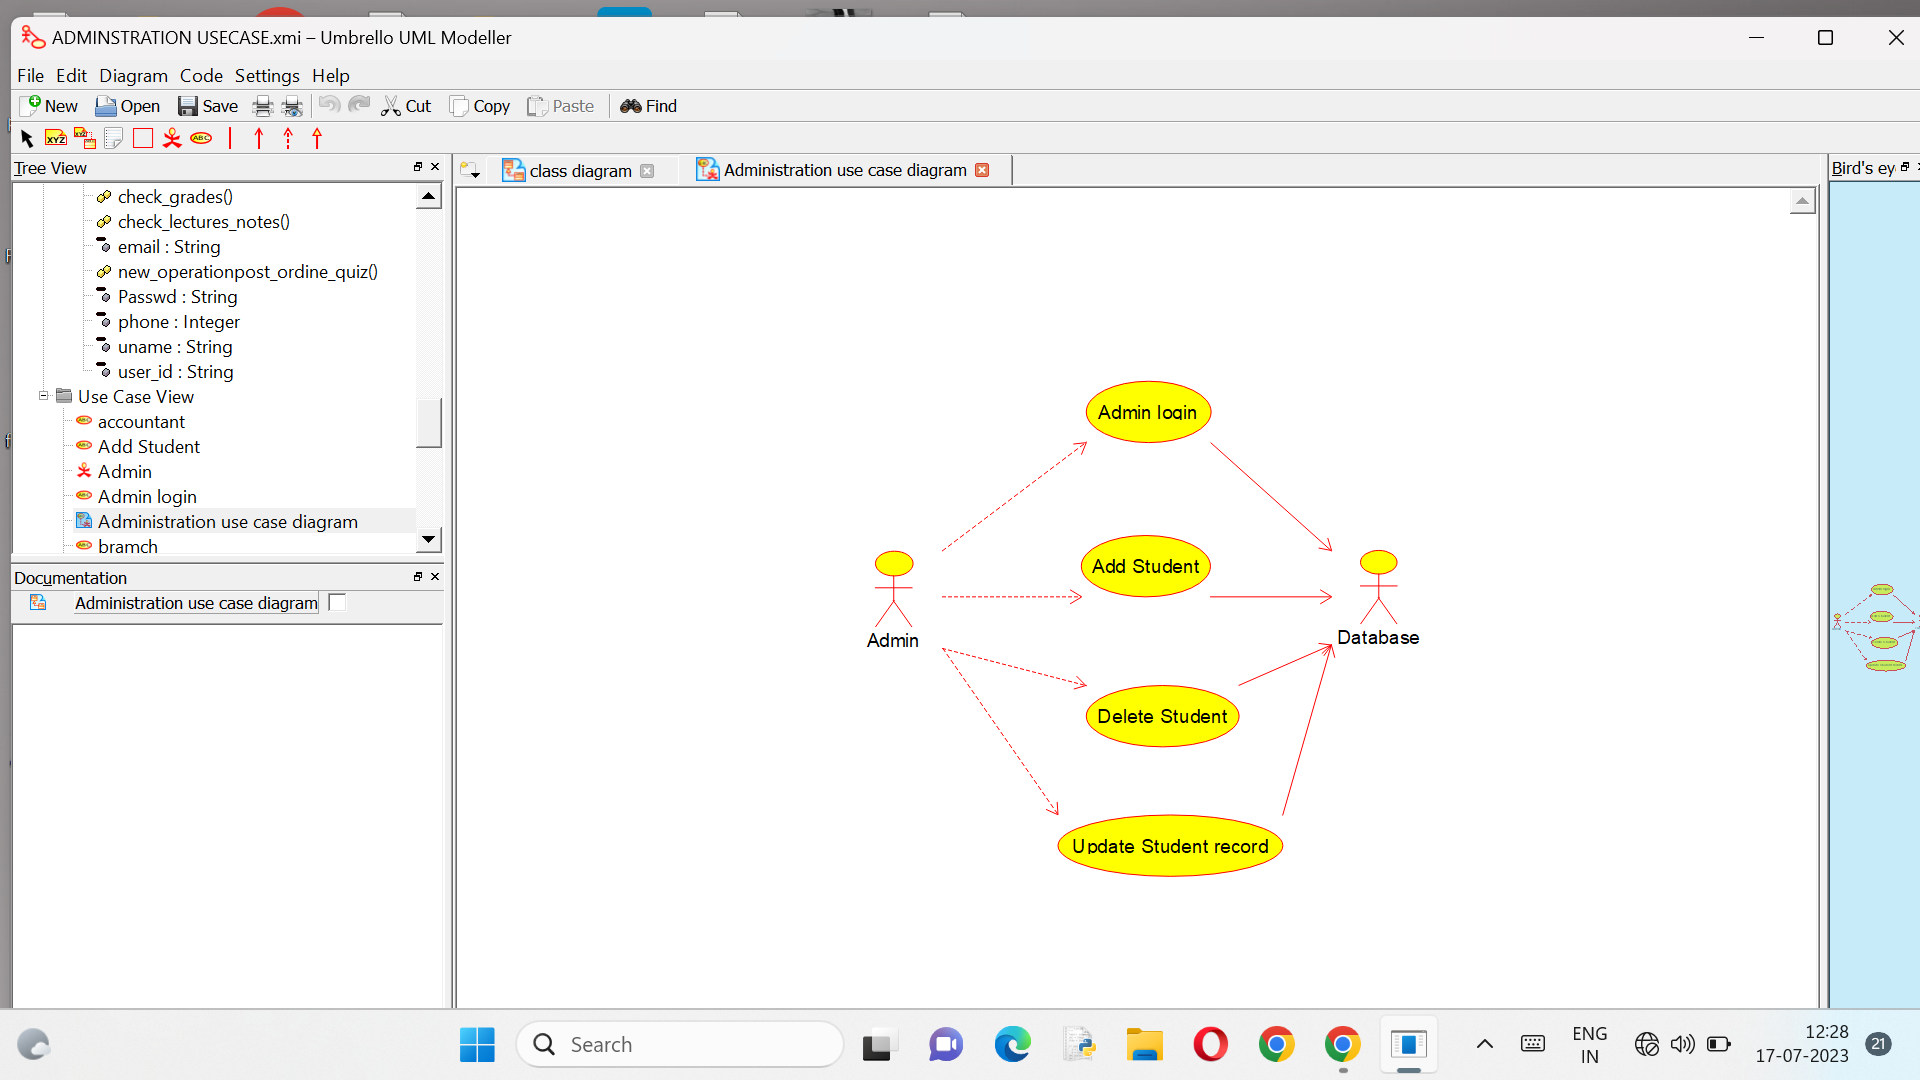 ADMINSTRATION USECASE.xmi – Umbrello UML Modeller
File Edit Diagram Code Settings Help
New Open Save Cut Copy Paste Find
XYZ XYZ ABC
Tree View
class diagram
Administration use case diagram
Bird's ey
check_grades()
check_lectures_notes()
email : String
new_operationpost_ordine_quiz()
Passwd : String
phone : Integer
uname : String
user_id : String
Use Case View
accountant
Add Student
Admin
Admin login
Administration use case diagram
bramch
Documentation
Administration use case diagram
Admin login
Add Student
Admin
Database
Delete Student
Update Student record
Search
ENG
IN
12:28
17-07-2023
21